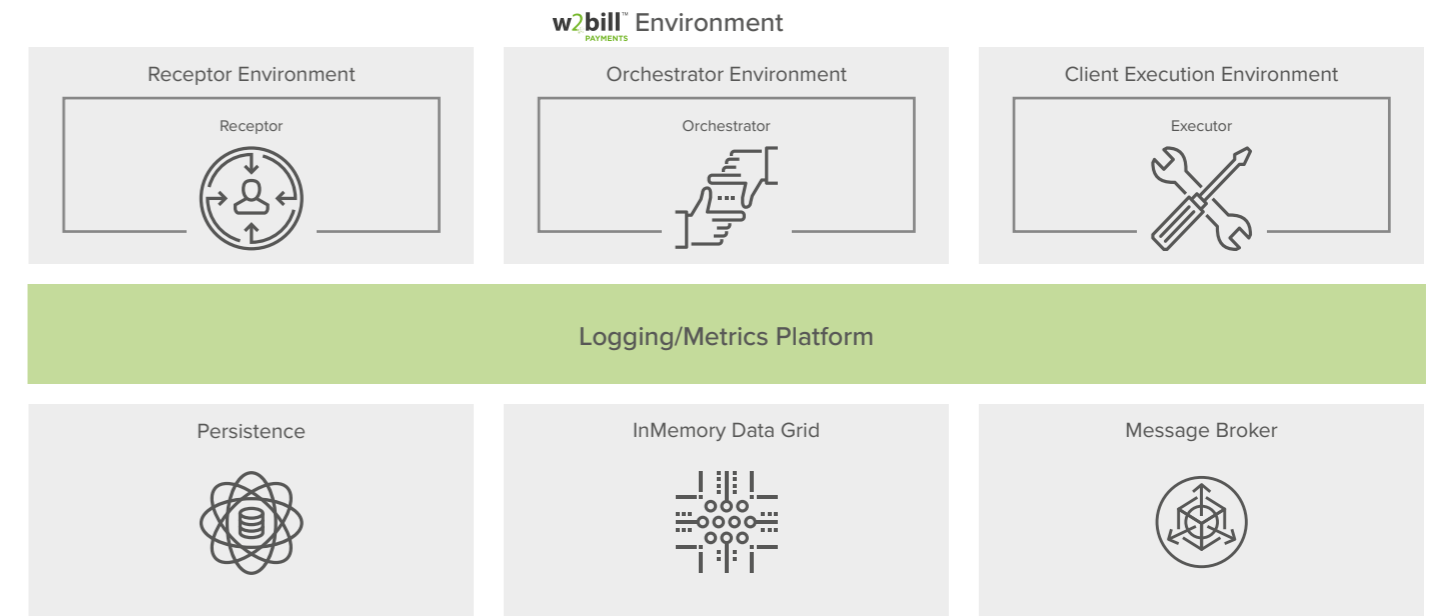 w2bill™ Environment
PAYMENTS
Receptor Environment
Orchestrator Environment
Client Execution Environment
Receptor
Orchestrator
Executor
Logging/Metrics Platform
Persistence
InMemory Data Grid
Message Broker